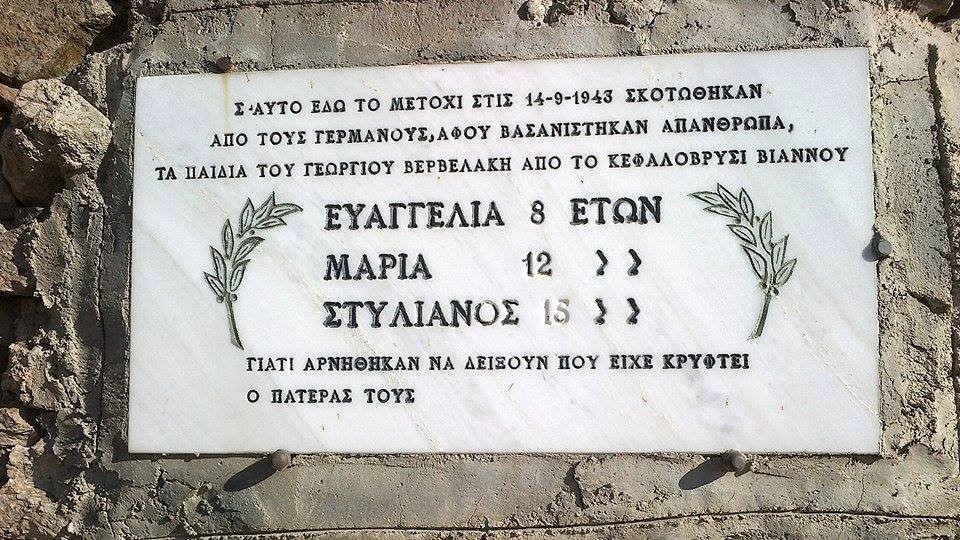 Σ'ΑΥΤΟ ΕΔΩ ΤΟ ΜΕΤΟΧΙ ΣΤΙΣ 14-9-1943 ΣΚΟΤΩΘΗΚΑΝ
ΑΠΟ ΤΟΥΣ ΓΕΡΜΑΝΟΥΣ,ΑΦΟΥ ΒΑΣΑΝΙΣΤΗΚΑΝ ΑΠΑΝΘΡΩΠΑ,
ΤΑ ΠΑΙΔΙΑ ΤΟΥ ΓΕΩΡΓΙΟΥ ΒΕΡΒΕΛΑΚΗ ΑΠΟ ΤΟ ΚΕΦΑΛΟΒΡΥΣΙ ΒΙΑΝΝΟΥ
ΕΥΑΓΓΕΛΙΑ 8 ΕΤΩΝ
ΜΑΡΙΑ 12 〉〉
ΣΤΥΛΙΑΝΟΣ 15 〉〉
ΓΙΑΤΙ ΑΡΝΗΘΗΚΑΝ ΝΑ ΔΕΙΞΟΥΝ ΠΟΥ ΕΙΧΕ ΚΡΥΦΤΕΙ
Ο ΠΑΤΕΡΑΣ ΤΟΥΣ